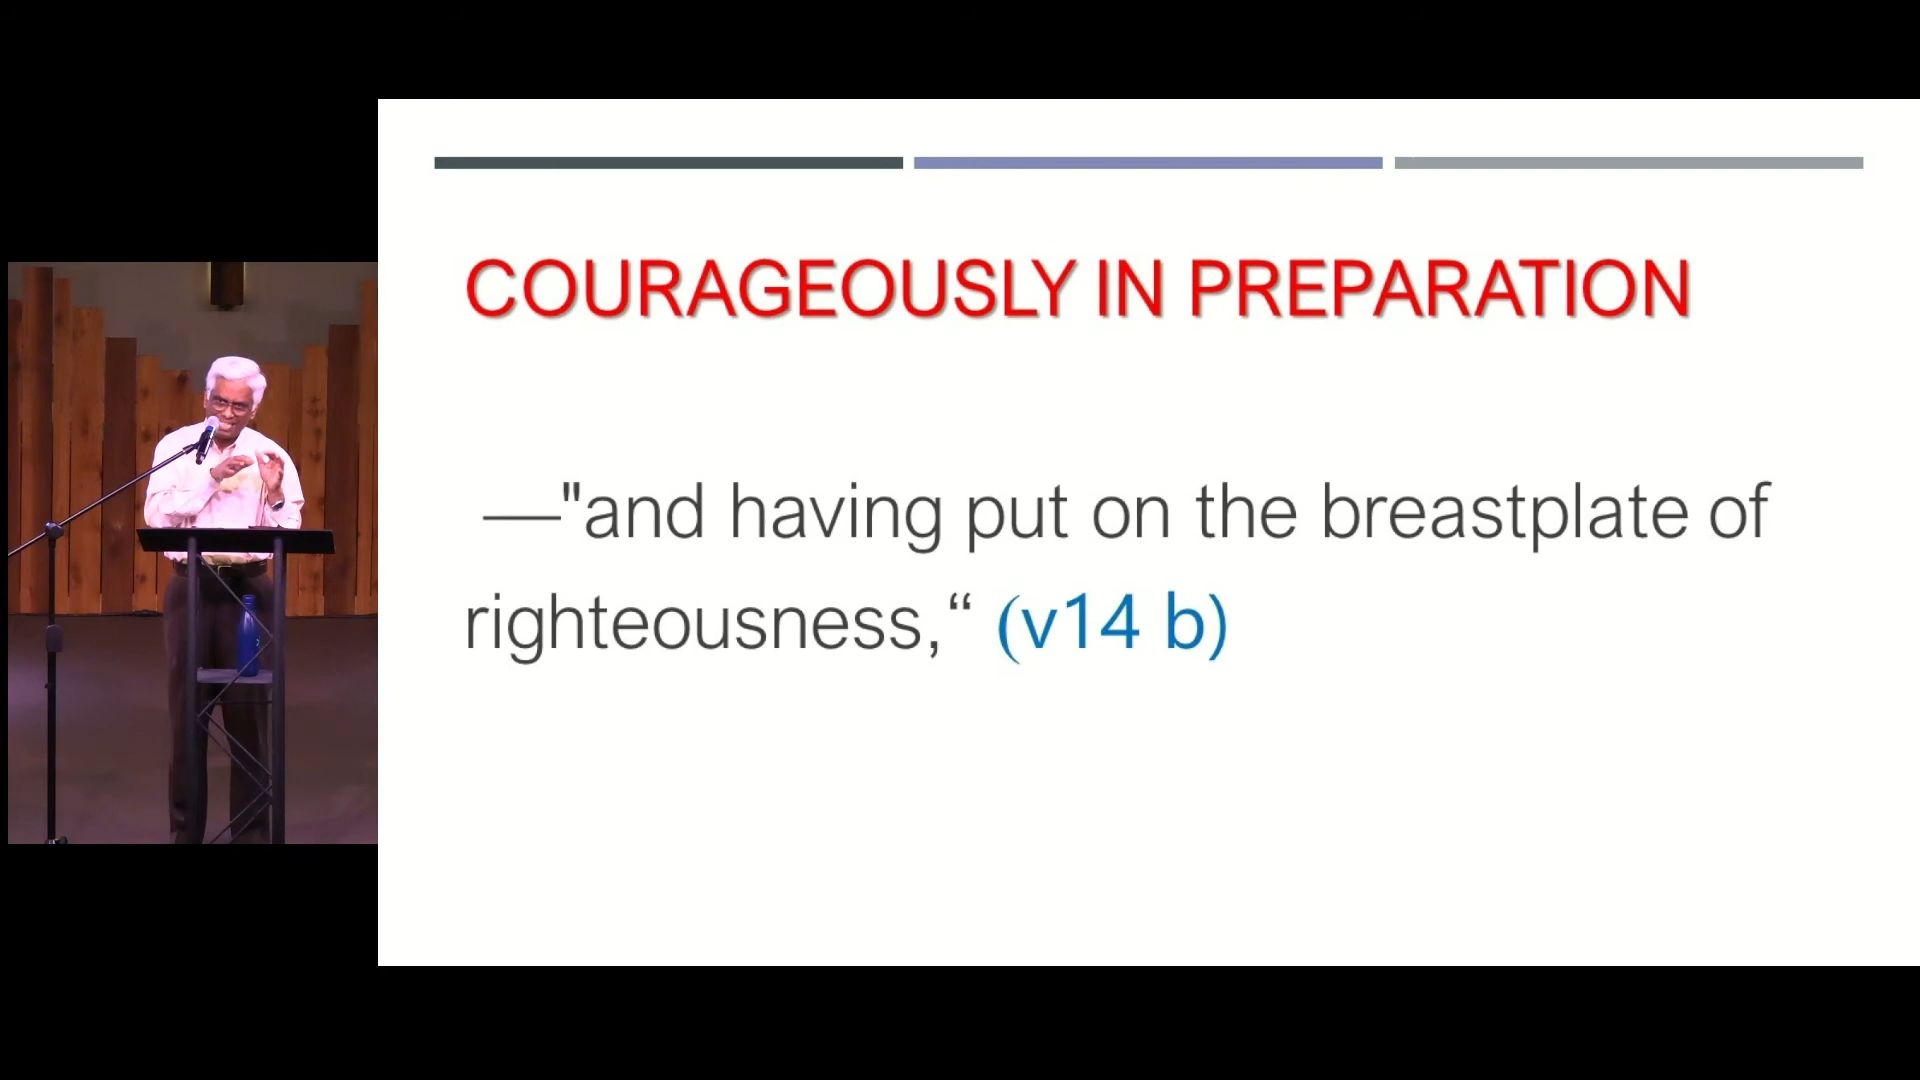 COURAGEOUSLY IN PREPARATION
—"and having put on the breastplate of
righteousness,“ (v14 b)